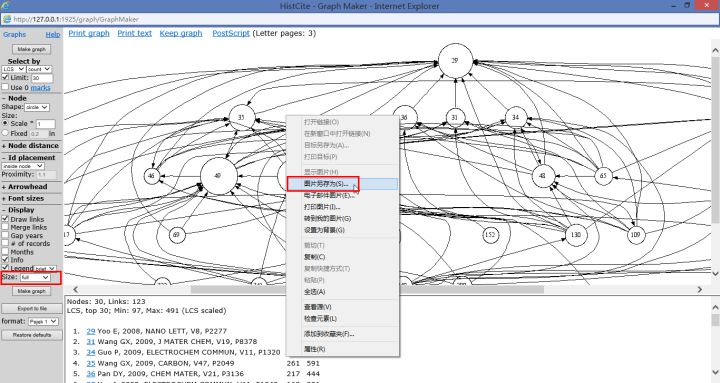 HistCite - Graph Maker - Internet Explorer
http://127.0.0.1:1925/graph/GraphMaker
Graphs Help
Print graph Print text Keep graph PostScript (Letter pages: 3)
Make graph
Select by
LCS count
Limit: 30
Use 0 marks
− Node
Shape: circle
Size:
Scale * 1
Fixed 0.2 in
+ Node distance
− Id placement
inside node
Proximity: 1.1
+ Arrowhead
+ Font sizes
− Display
Draw links
Merge links
Gap years
# of records
Months
Info
Legend brief
Size: full
Make graph
Export to file
format: Pajek 1
Restore defaults
29
35
36
31
34
46
49
48
65
69
152
130
109
打开链接(O)
在新窗口中打开链接(N)
目标另存为(A)...
打印目标(P)
显示图片(H)
图片另存为(S)...
电子邮件图片(E)...
打印图片(I)...
转到我的图片(G)
设置为背景(G)
剪切(T)
复制(C)
复制快捷方式(T)
粘贴(P)
全选(A)
查看源(V)
检查元素(L)
添加到收藏夹(F)...
属性(R)
Nodes: 30, Links: 123
LCS, top 30; Min: 97, Max: 491 (LCS scaled)
1. 29 Yoo E, 2008, NANO LETT, V8, P2277
2. 31 Wang GX, 2009, J MATER CHEM, V19, P8378
3. 34 Guo P, 2009, ELECTROCHEM COMMUN, V11, P1320
4. 35 Wang GX, 2009, CARBON, V47, P2049 261 591
5. 36 Pan DY, 2009, CHEM MATER, V21, P3136 217 444